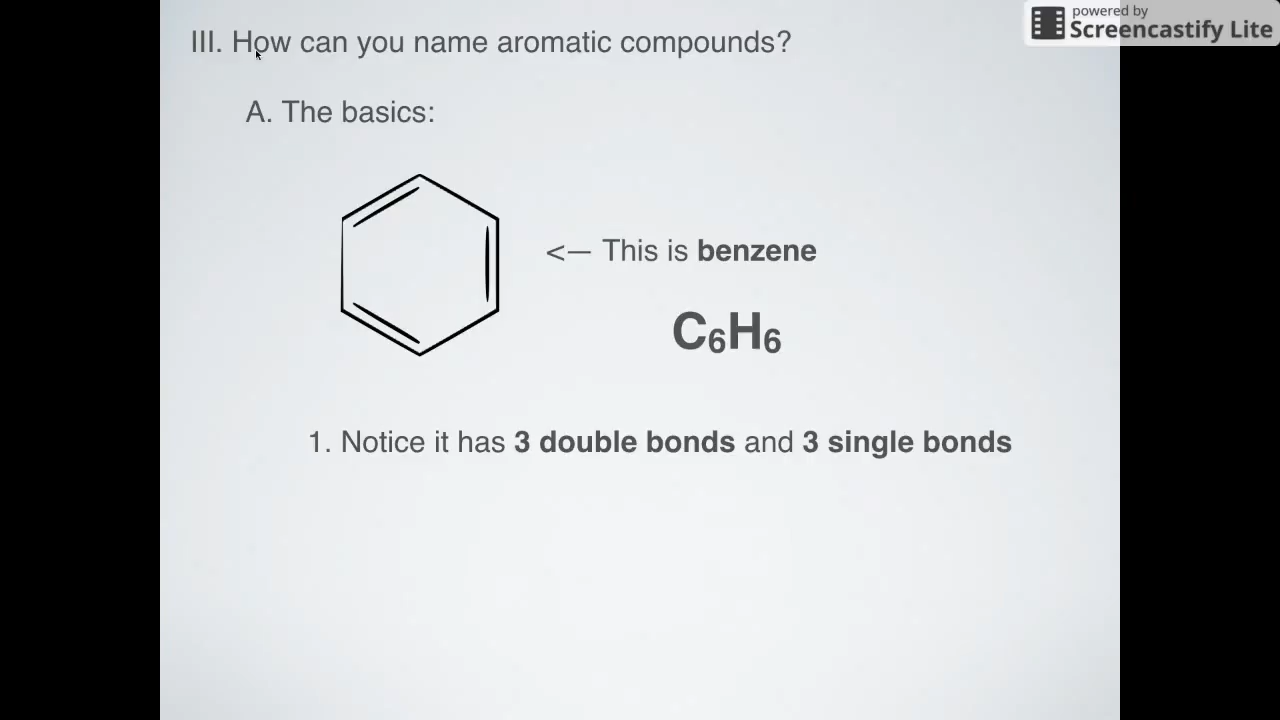 III. How can you name aromatic compounds?
powered by
Screencastify Lite
A. The basics:
<— This is benzene
C₆H₆
1. Notice it has 3 double bonds and 3 single bonds